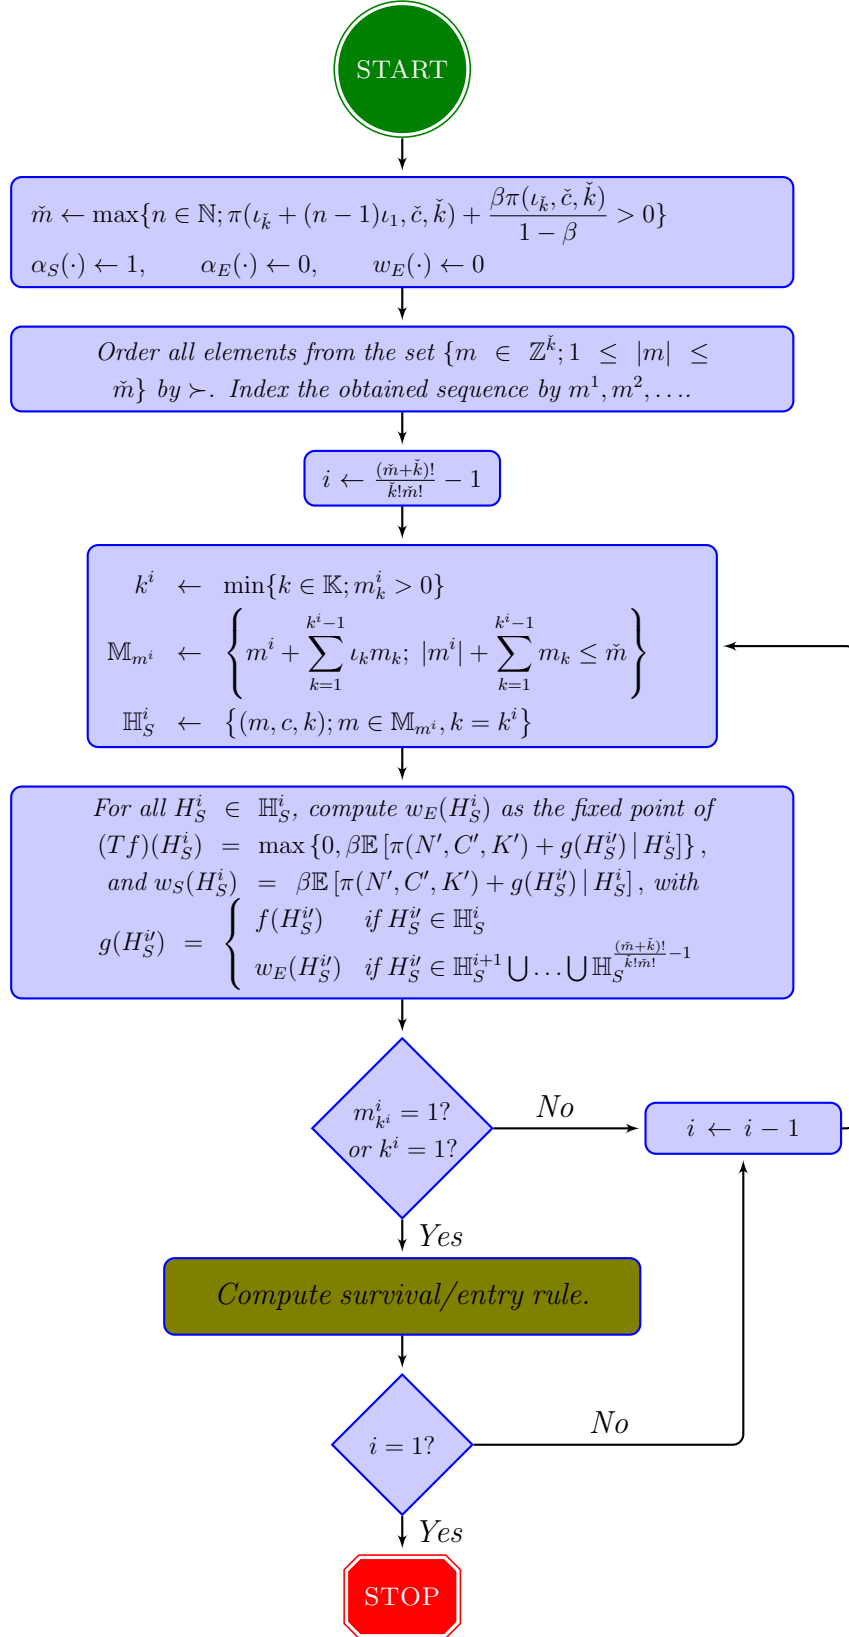 START
m̌ ← max{n ∈ ℕ; π(ι_ǩ + (n − 1)ι₁, č, ǩ) + βπ(ι_ǩ, č, ǩ)/(1 − β) > 0}
α_S(·) ← 1, α_E(·) ← 0, w_E(·) ← 0
Order all elements from the set {m ∈ ℤ^ǩ; 1 ≤ |m| ≤
m̌} by ≻. Index the obtained sequence by m¹, m², ….
i ← (m̌+ǩ)!/(ǩ!m̌!) − 1
k^i ← min{k ∈ 𝕂; m^i_k > 0}
𝕄_{m^i} ← {m^i + ∑_{k=1}^{k^i−1} ι_k m_k; |m^i| + ∑_{k=1}^{k^i−1} m_k ≤ m̌}
ℍ^i_S ← {(m, c, k); m ∈ 𝕄_{m^i}, k = k^i}
For all H^i_S ∈ ℍ^i_S, compute w_E(H^i_S) as the fixed point of
(Tf)(H^i_S) = max {0, β𝔼 [π(N′, C′, K′) + g(H^{i′}_S) | H^i_S]},
and w_S(H^i_S) = β𝔼 [π(N′, C′, K′) + g(H^{i′}_S) | H^i_S], with
g(H^{i′}_S) = { f(H^{i′}_S) if H^{i′}_S ∈ ℍ^i_S
w_E(H^{i′}_S) if H^{i′}_S ∈ ℍ^{i+1}_S ⋃ … ⋃ ℍ_S^{(m̌+ǩ)!/(ǩ!m̌!) − 1}
m^i_{k^i} = 1?
or k^i = 1?
No
i ← i − 1
Yes
Compute survival/entry rule.
i = 1?
No
Yes
STOP